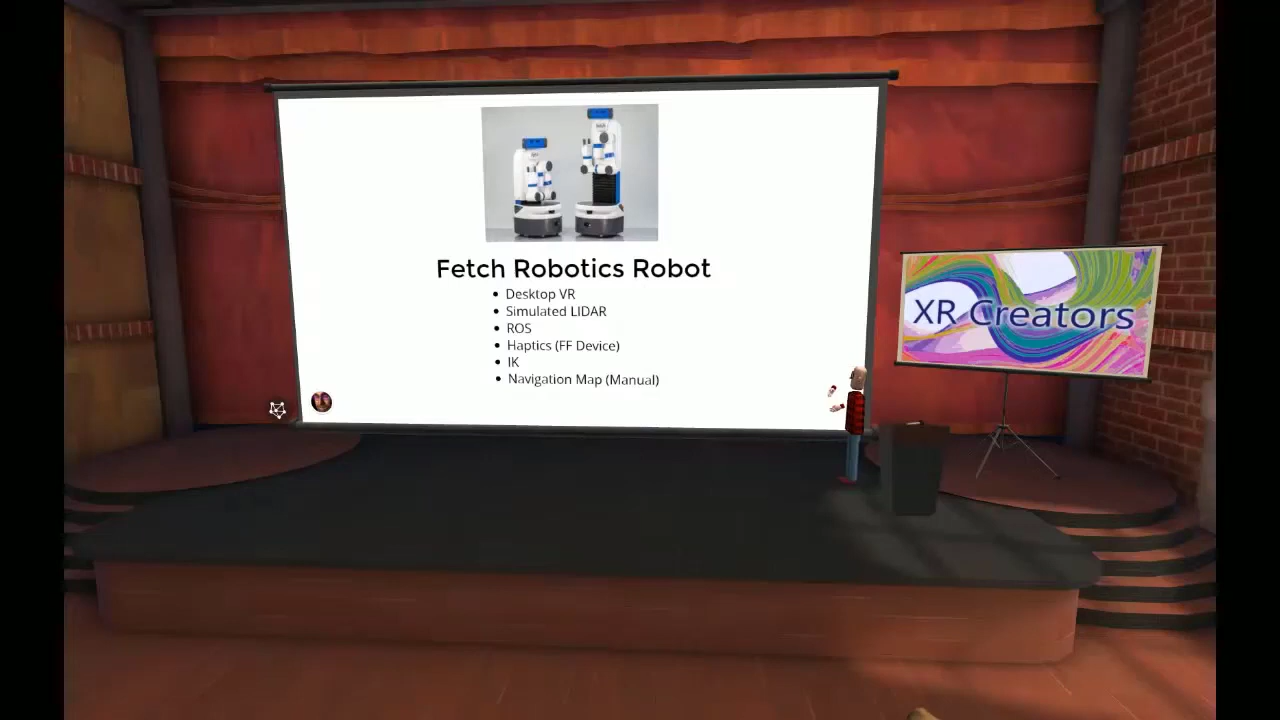 Fetch Robotics Robot
Desktop VR
Simulated LIDAR
ROS
Haptics (FF Device)
IK
Navigation Map (Manual)
XR Creators